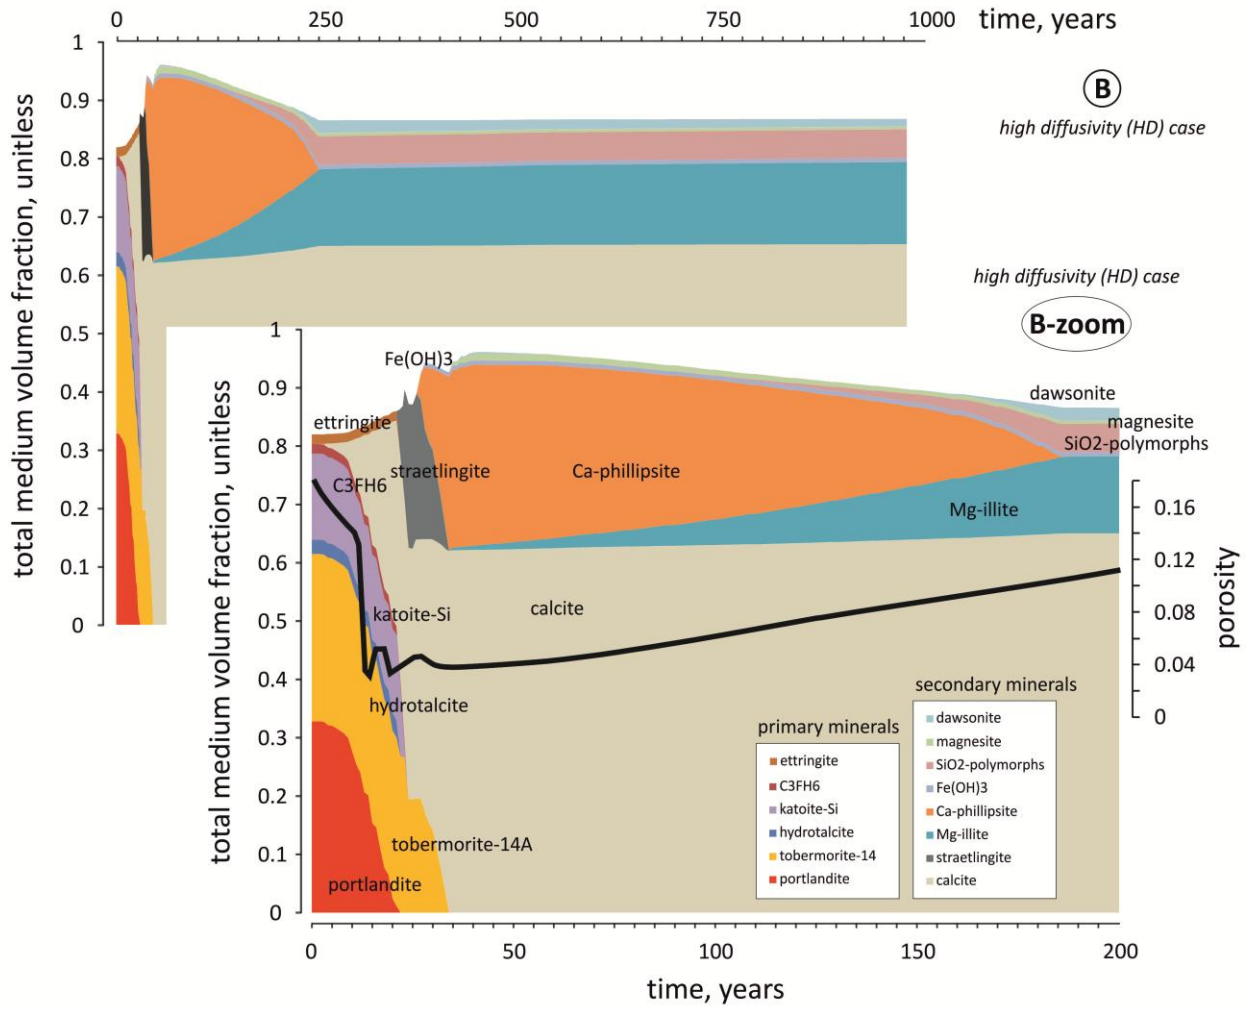 0 250 500 750 1000 time, years
total medium volume fraction, unitless
1
0.9
0.8
0.7
0.6
0.5
0.4
0.3
0.2
0.1
0
B
high diffusivity (HD) case
high diffusivity (HD) case
B-zoom
total medium volume fraction, unitless
1
0.9
0.8
0.7
0.6
0.5
0.4
0.3
0.2
0.1
0
Fe(OH)3
ettringite
straetlingite
C3FH6
Ca-phillipsite
dawsonite
magnesite
SiO2-polymorphs
Mg-illite
katoite-Si
calcite
hydrotalcite
tobermorite-14A
portlandite
0.16
0.12
0.08
0.04
0
porosity
primary minerals
ettringite
C3FH6
katoite-Si
hydrotalcite
tobermorite-14
portlandite
secondary minerals
dawsonite
magnesite
SiO2-polymorphs
Fe(OH)3
Ca-phillipsite
Mg-illite
straetlingite
calcite
0 50 100 150 200
time, years